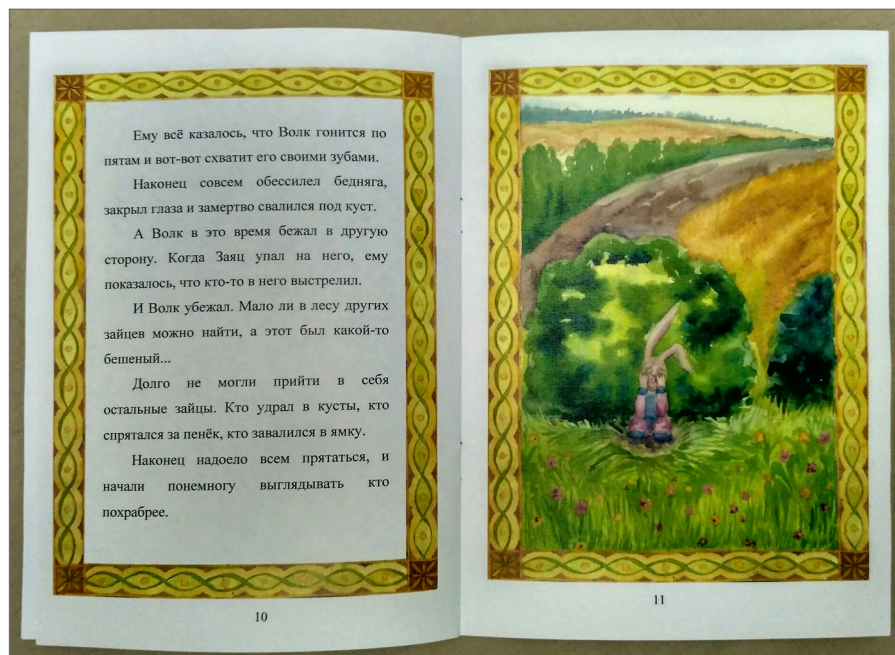 Ему всё казалось, что Волк гонится по
пятам и вот-вот схватит его своими зубами.
Наконец совсем обессилел бедняга,
закрыл глаза и замертво свалился под куст.
А Волк в это время бежал в другую
сторону. Когда Заяц упал на него, ему
показалось, что кто-то в него выстрелил.
И Волк убежал. Мало ли в лесу других
зайцев можно найти, а этот был какой-то
бешеный...
Долго не могли прийти в себя
остальные зайцы. Кто удрал в кусты, кто
спрятался за пенёк, кто завалился в ямку.
Наконец надоело всем прятаться, и
начали понемногу выглядывать кто
похрабрее.
10
11